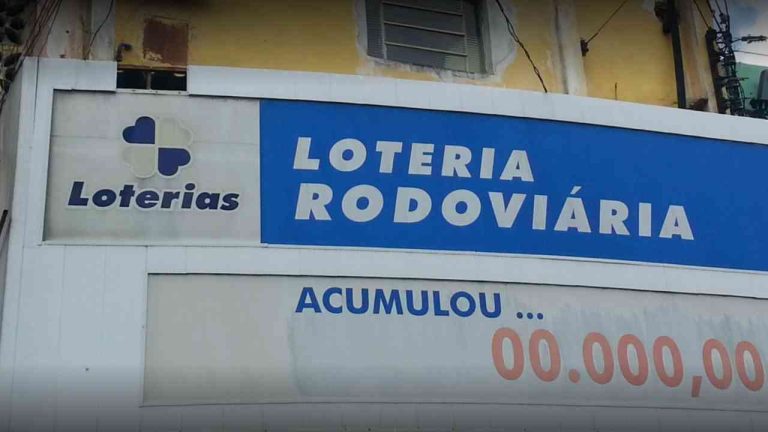 Loterias
LOTERIA
RODOVIÁRIA
ACUMULOU ...
00.000,00